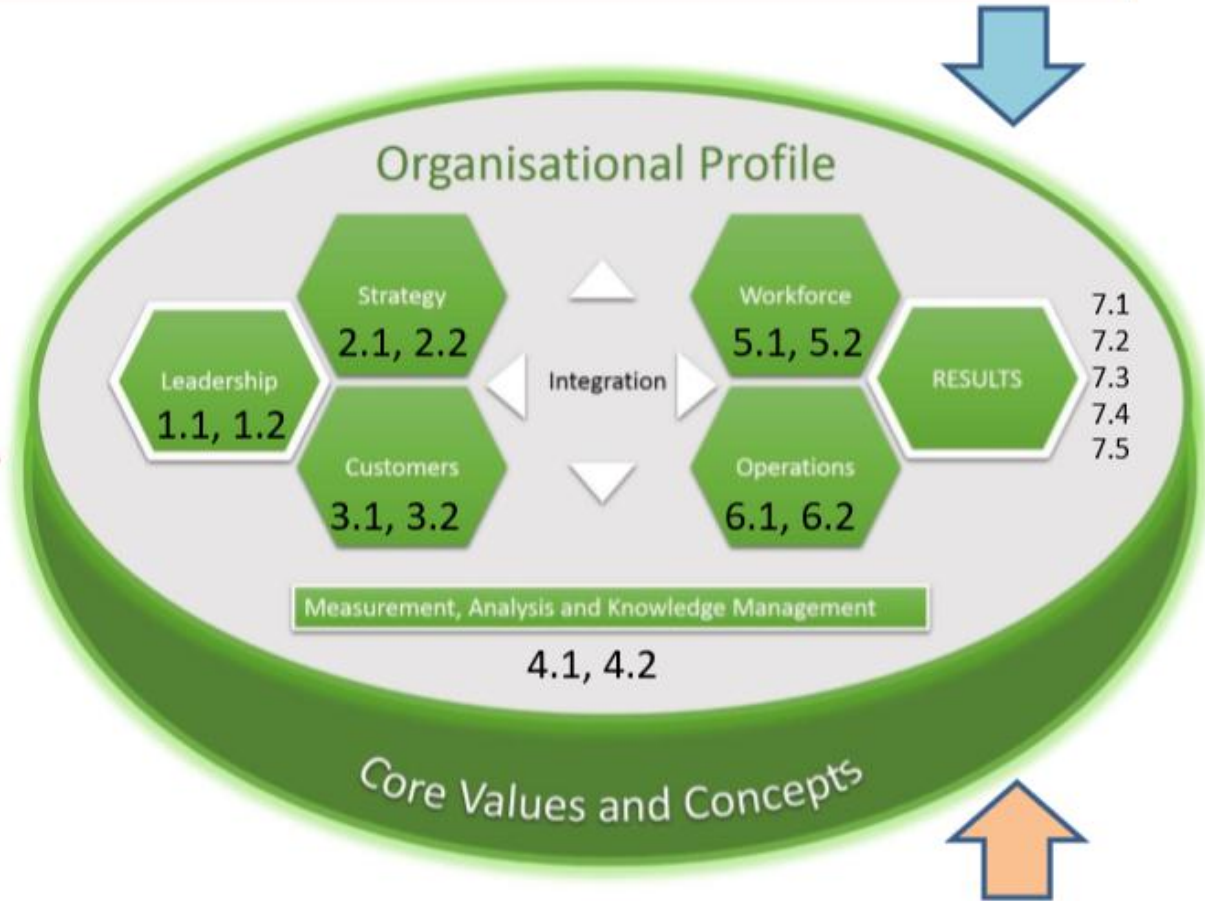 Organisational Profile
Strategy
2.1, 2.2
Workforce
5.1, 5.2
Leadership
1.1, 1.2
Integration
RESULTS
7.1
7.2
7.3
7.4
7.5
Customers
3.1, 3.2
Operations
6.1, 6.2
Measurement, Analysis and Knowledge Management
4.1, 4.2
Core Values and Concepts